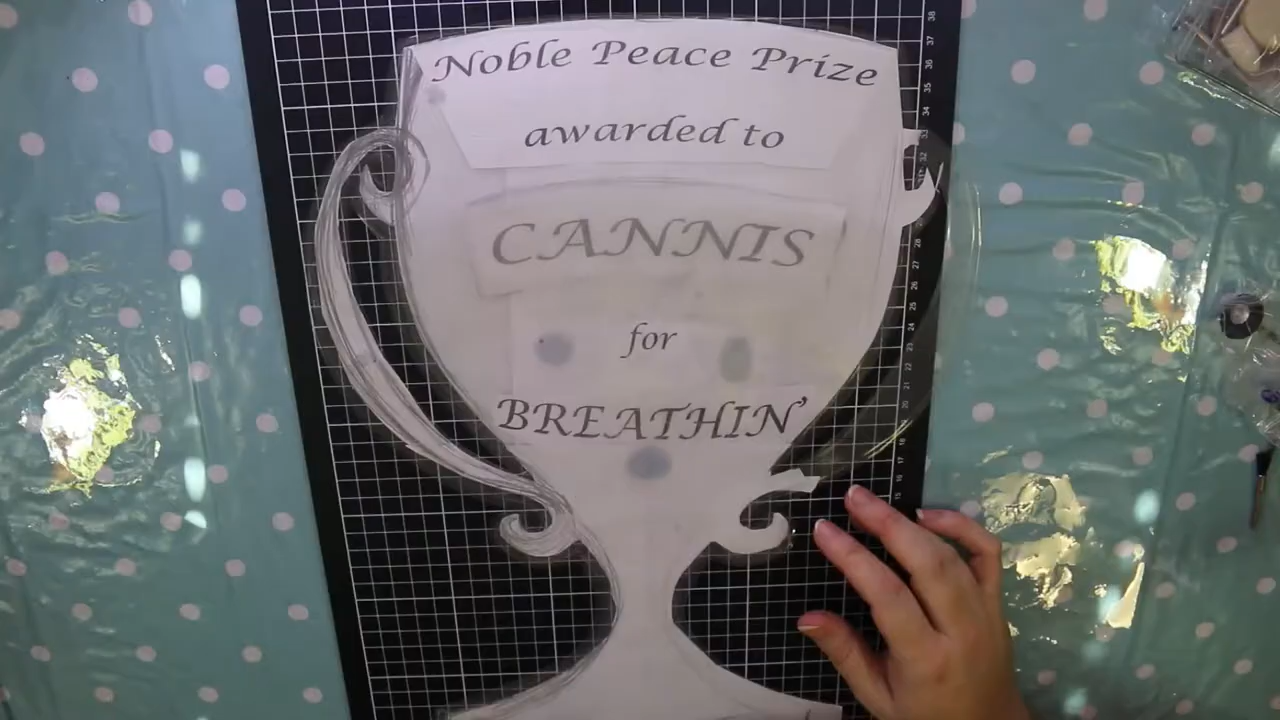 Noble Peace Prize
awarded to
CANNIS
for
BREATHIN'